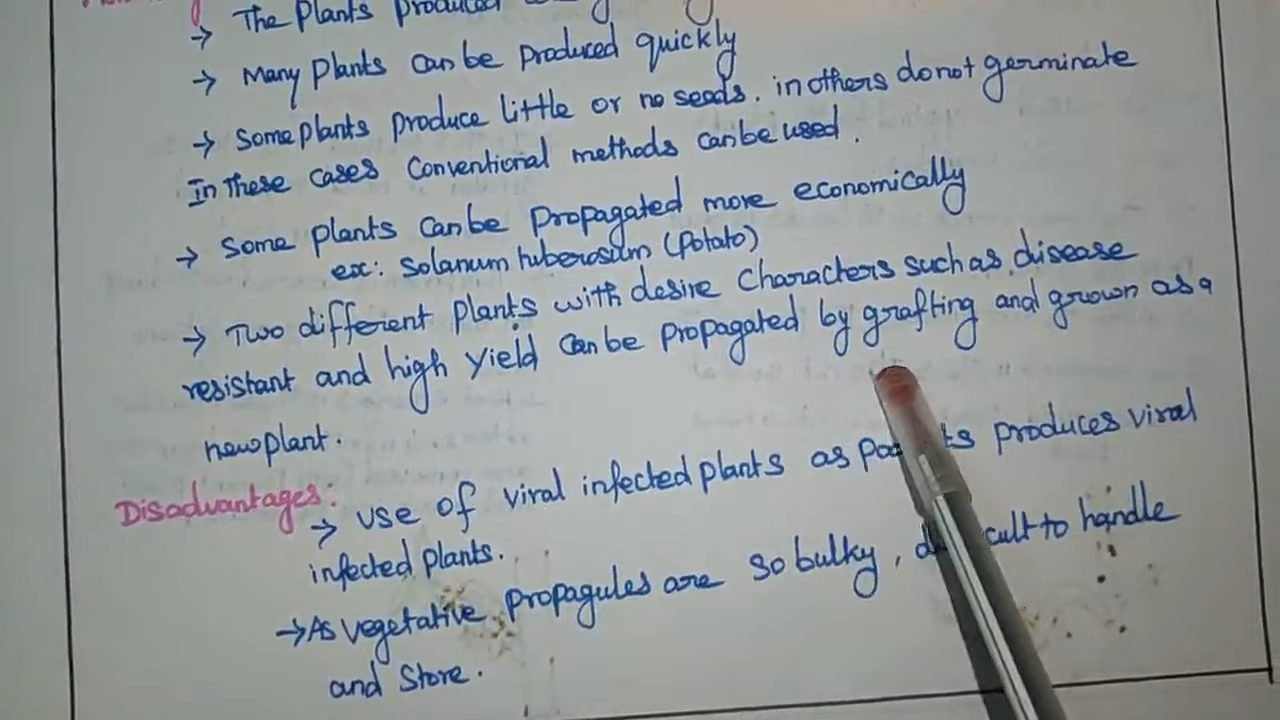 → The Plants produced
→ Many Plants can be produced quickly
→ Some plants produce little or no seeds. in others donot germinate
In these cases Conventional methods can be used.
→ Some plants can be propagated more economically
ex: Solanum tuberosum (Potato)
→ Two different plants with desire characters such as disease
resistant and high yield can be propagated by grafting and grown as a
new plant.
Disadvantages:
→ use of viral infected plants as produces viral
infected plants.
→ As vegetative propagules are so bulky, to handle
and store.